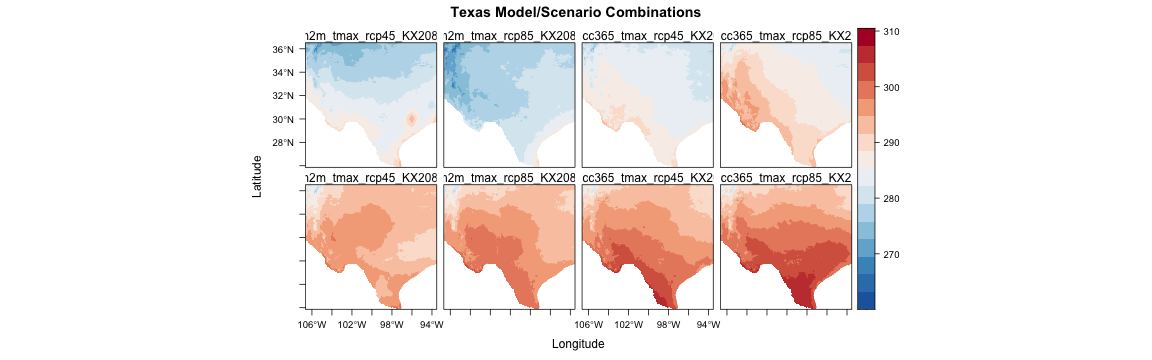 Texas Model/Scenario Combinations
n2m_tmax_rcp45_KX208 n2m_tmax_rcp85_KX208 cc365_tmax_rcp45_KX2 cc365_tmax_rcp85_KX2
36°N
34°N
32°N
30°N
28°N
310
300
290
280
270
n2m_tmax_rcp45_KX208 n2m_tmax_rcp85_KX208 cc365_tmax_rcp45_KX2 cc365_tmax_rcp85_KX2
Latitude
106°W 102°W 98°W 94°W 106°W 102°W 98°W 94°W
Longitude